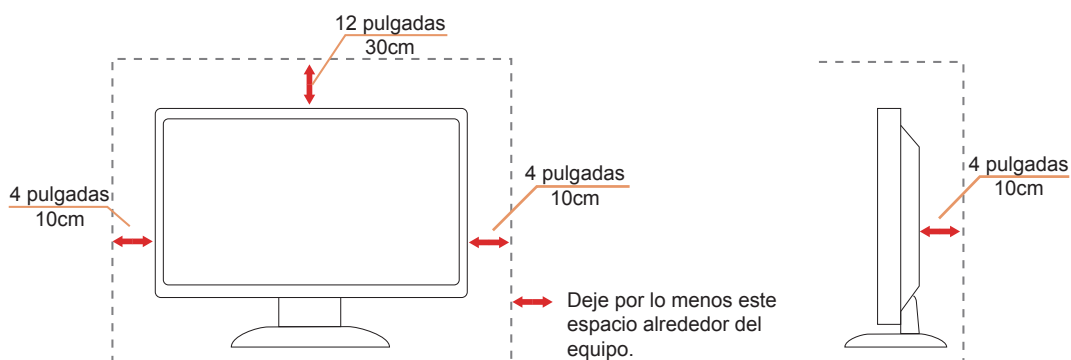 12 pulgadas
30cm
4 pulgadas
10cm
4 pulgadas
10cm
4 pulgadas
10cm
Deje por lo menos este
espacio alrededor del
equipo.